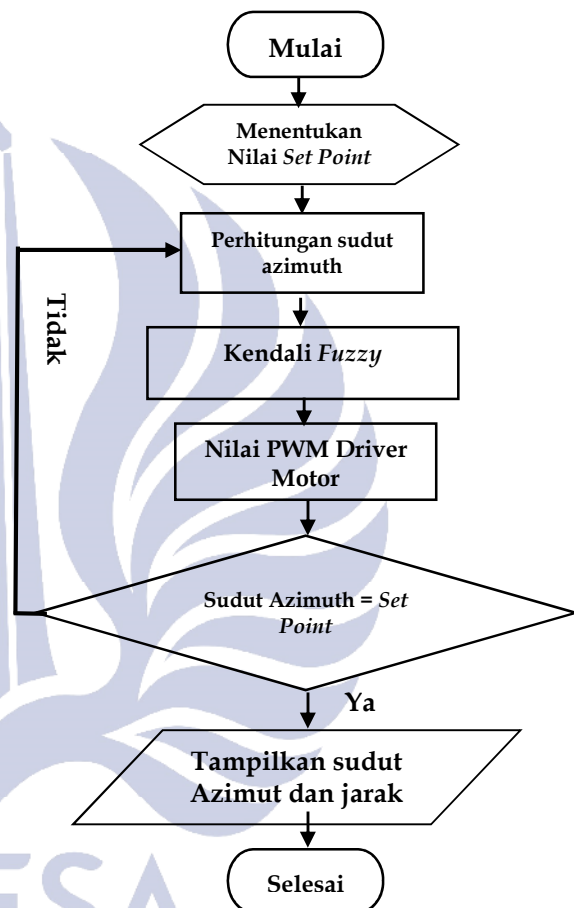 Mulai
Menentukan
Nilai Set Point
Perhitungan sudut
azimuth
Tidak
Kendali Fuzzy
Nilai PWM Driver
Motor
Sudut Azimuth = Set
Point
Ya
Tampilkan sudut
Azimut dan jarak
Selesai